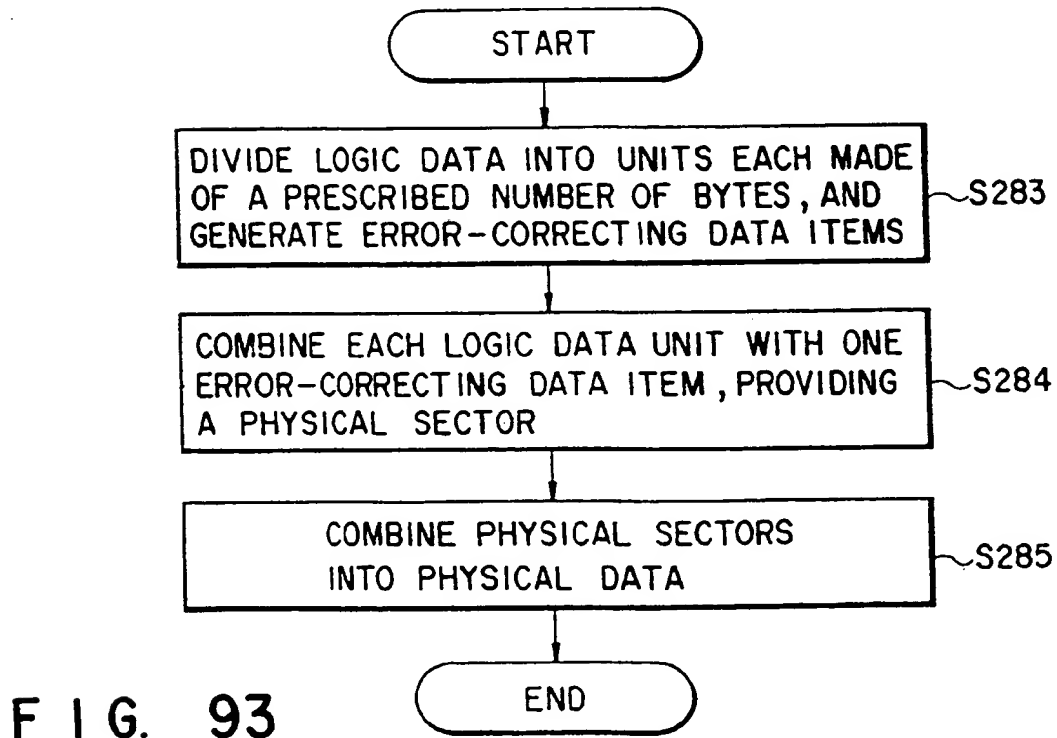 START
DIVIDE LOGIC DATA INTO UNITS EACH MADE
OF A PRESCRIBED NUMBER OF BYTES, AND
GENERATE ERROR-CORRECTING DATA ITEMS
S283
COMBINE EACH LOGIC DATA UNIT WITH ONE
ERROR-CORRECTING DATA ITEM, PROVIDING
A PHYSICAL SECTOR
S284
COMBINE PHYSICAL SECTORS
INTO PHYSICAL DATA
S285
END
FIG. 93